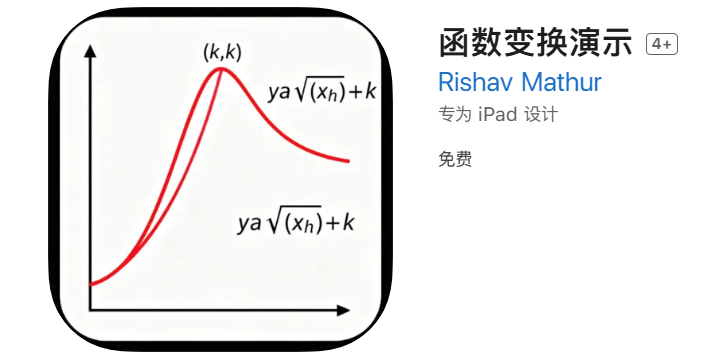 (k,k)
ya√(xₕ)+k
ya√(xₕ)+k
函数变换演示 4+
Rishav Mathur
专为 iPad 设计
免费